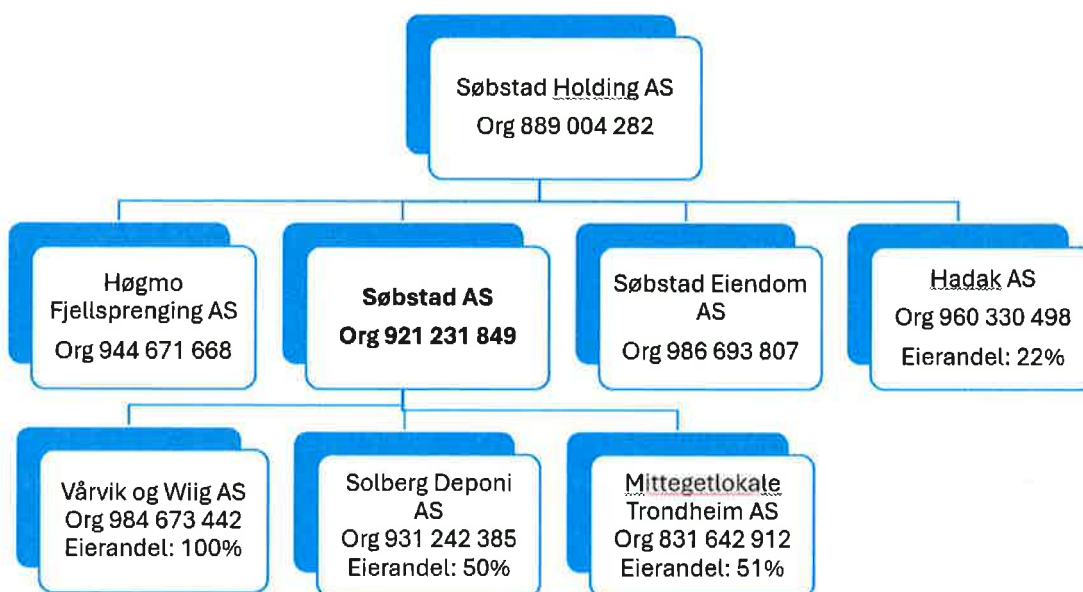 Søbstad Holding AS
Org 889 004 282
Høgmo
Fjellsprenging AS
Org 944 671 668
Søbstad AS
Org 921 231 849
Søbstad Eiendom
AS
Org 986 693 807
Hadak AS
Org 960 330 498
Eierandel: 22%
Vårvik og Wiig AS
Org 984 673 442
Eierandel: 100%
Solberg Deponi
AS
Org 931 242 385
Eierandel: 50%
Mittegetlokale
Trondheim AS
Org 831 642 912
Eierandel: 51%